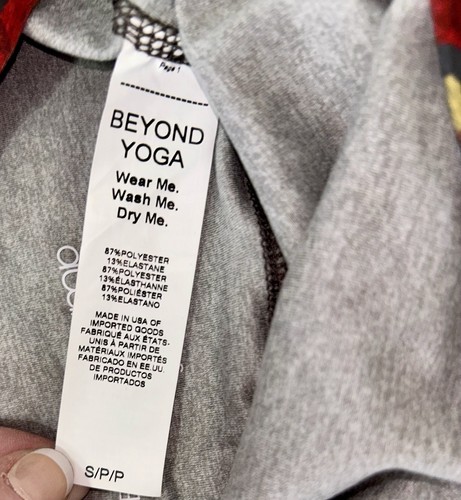 Page 1
BEYOND
YOGA
Wear Me.
Wash Me.
Dry Me.
87%POLYESTER
13%ELASTANE
87%POLYESTER
13%ÉLASTHANNE
87%POLIÉSTER
13%ELASTANO
MADE IN USA OF
IMPORTED GOODS
FABRIQUÉ AUX ÉTATS-
UNIS À PARTIR DE
MATÉRIAUX IMPORTÉS
FABRICADO EN EE.UU.
DE PRODUCTOS
IMPORTADOS
S/P/P